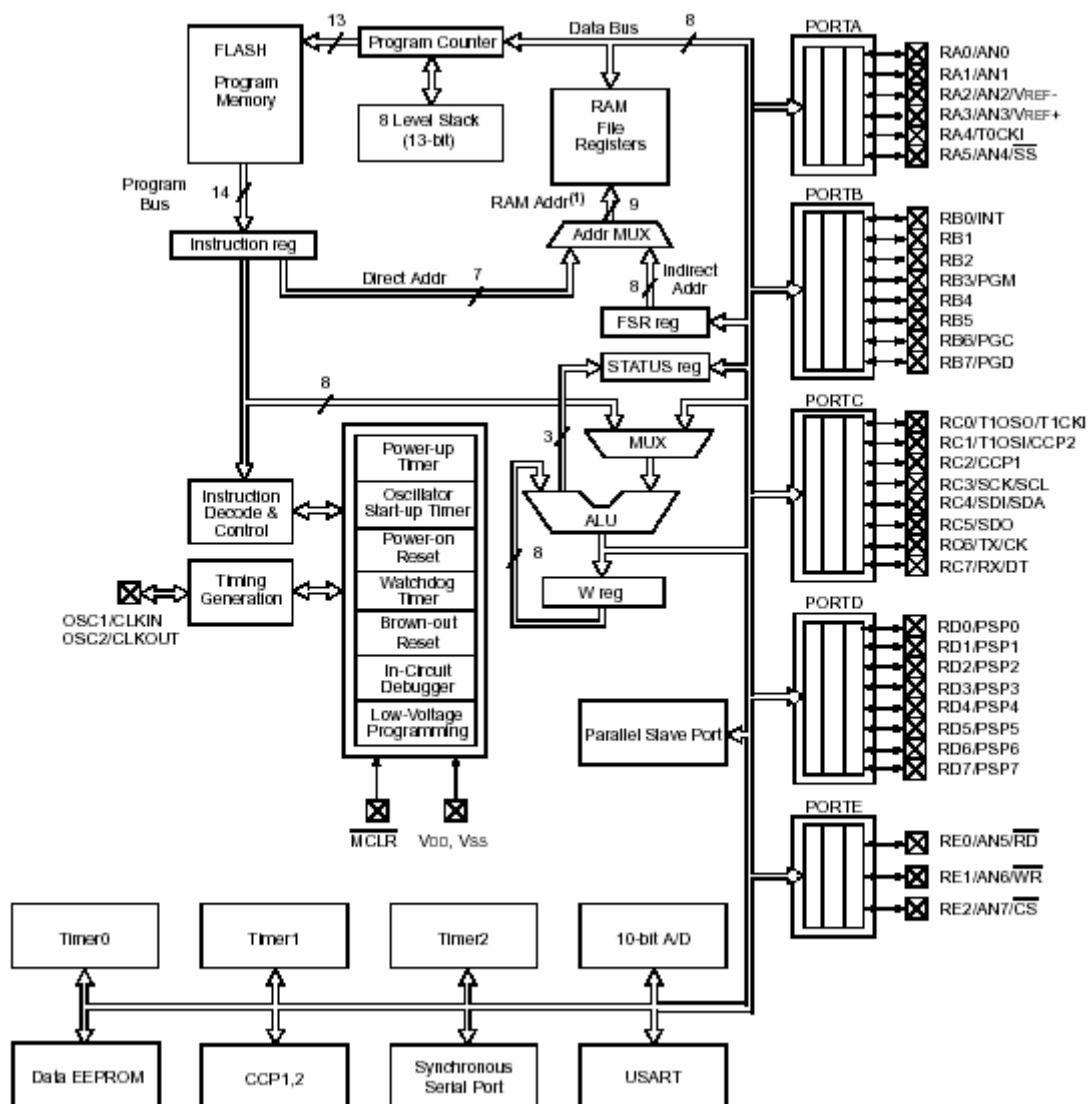 13
Data Bus
8
PORTA
FLASH
Program
Memory
Program Counter
8 Level Stack
(13-bit)
RAM
File
Registers
RA0/AN0
RA1/AN1
RA2/AN2/VREF-
RA3/AN3/VREF+
RA4/T0CKI
RA5/AN4/SS
Program
Bus
14
RAM Addr(1)
9
PORTB
Instruction reg
Addr MUX
Direct Addr
7
8
Indirect
Addr
FSR reg
RB0/INT
RB1
RB2
RB3/PGM
RB4
RB5
RB6/PGC
RB7/PGD
STATUS reg
8
3
MUX
PORTC
RC0/T1OSO/T1CKI
RC1/T1OSI/CCP2
RC2/CCP1
RC3/SCK/SCL
RC4/SDI/SDA
RC5/SDO
RC6/TX/CK
RC7/RX/DT
Power-up
Timer
Oscillator
Start-up Timer
Power-on
Reset
Watchdog
Timer
Brown-out
Reset
In-Circuit
Debugger
Low-Voltage
Programming
Instruction
Decode &
Control
ALU
8
W reg
Timing
Generation
OSC1/CLKIN
OSC2/CLKOUT
PORTD
RD0/PSP0
RD1/PSP1
RD2/PSP2
RD3/PSP3
RD4/PSP4
RD5/PSP5
RD6/PSP6
RD7/PSP7
Parallel Slave Port
MCLR
VDD, VSS
PORTE
RE0/AN5/RD
RE1/AN6/WR
RE2/AN7/CS
Timer0
Timer1
Timer2
10-bit A/D
Data EEPROM
CCP1,2
Synchronous
Serial Port
USART